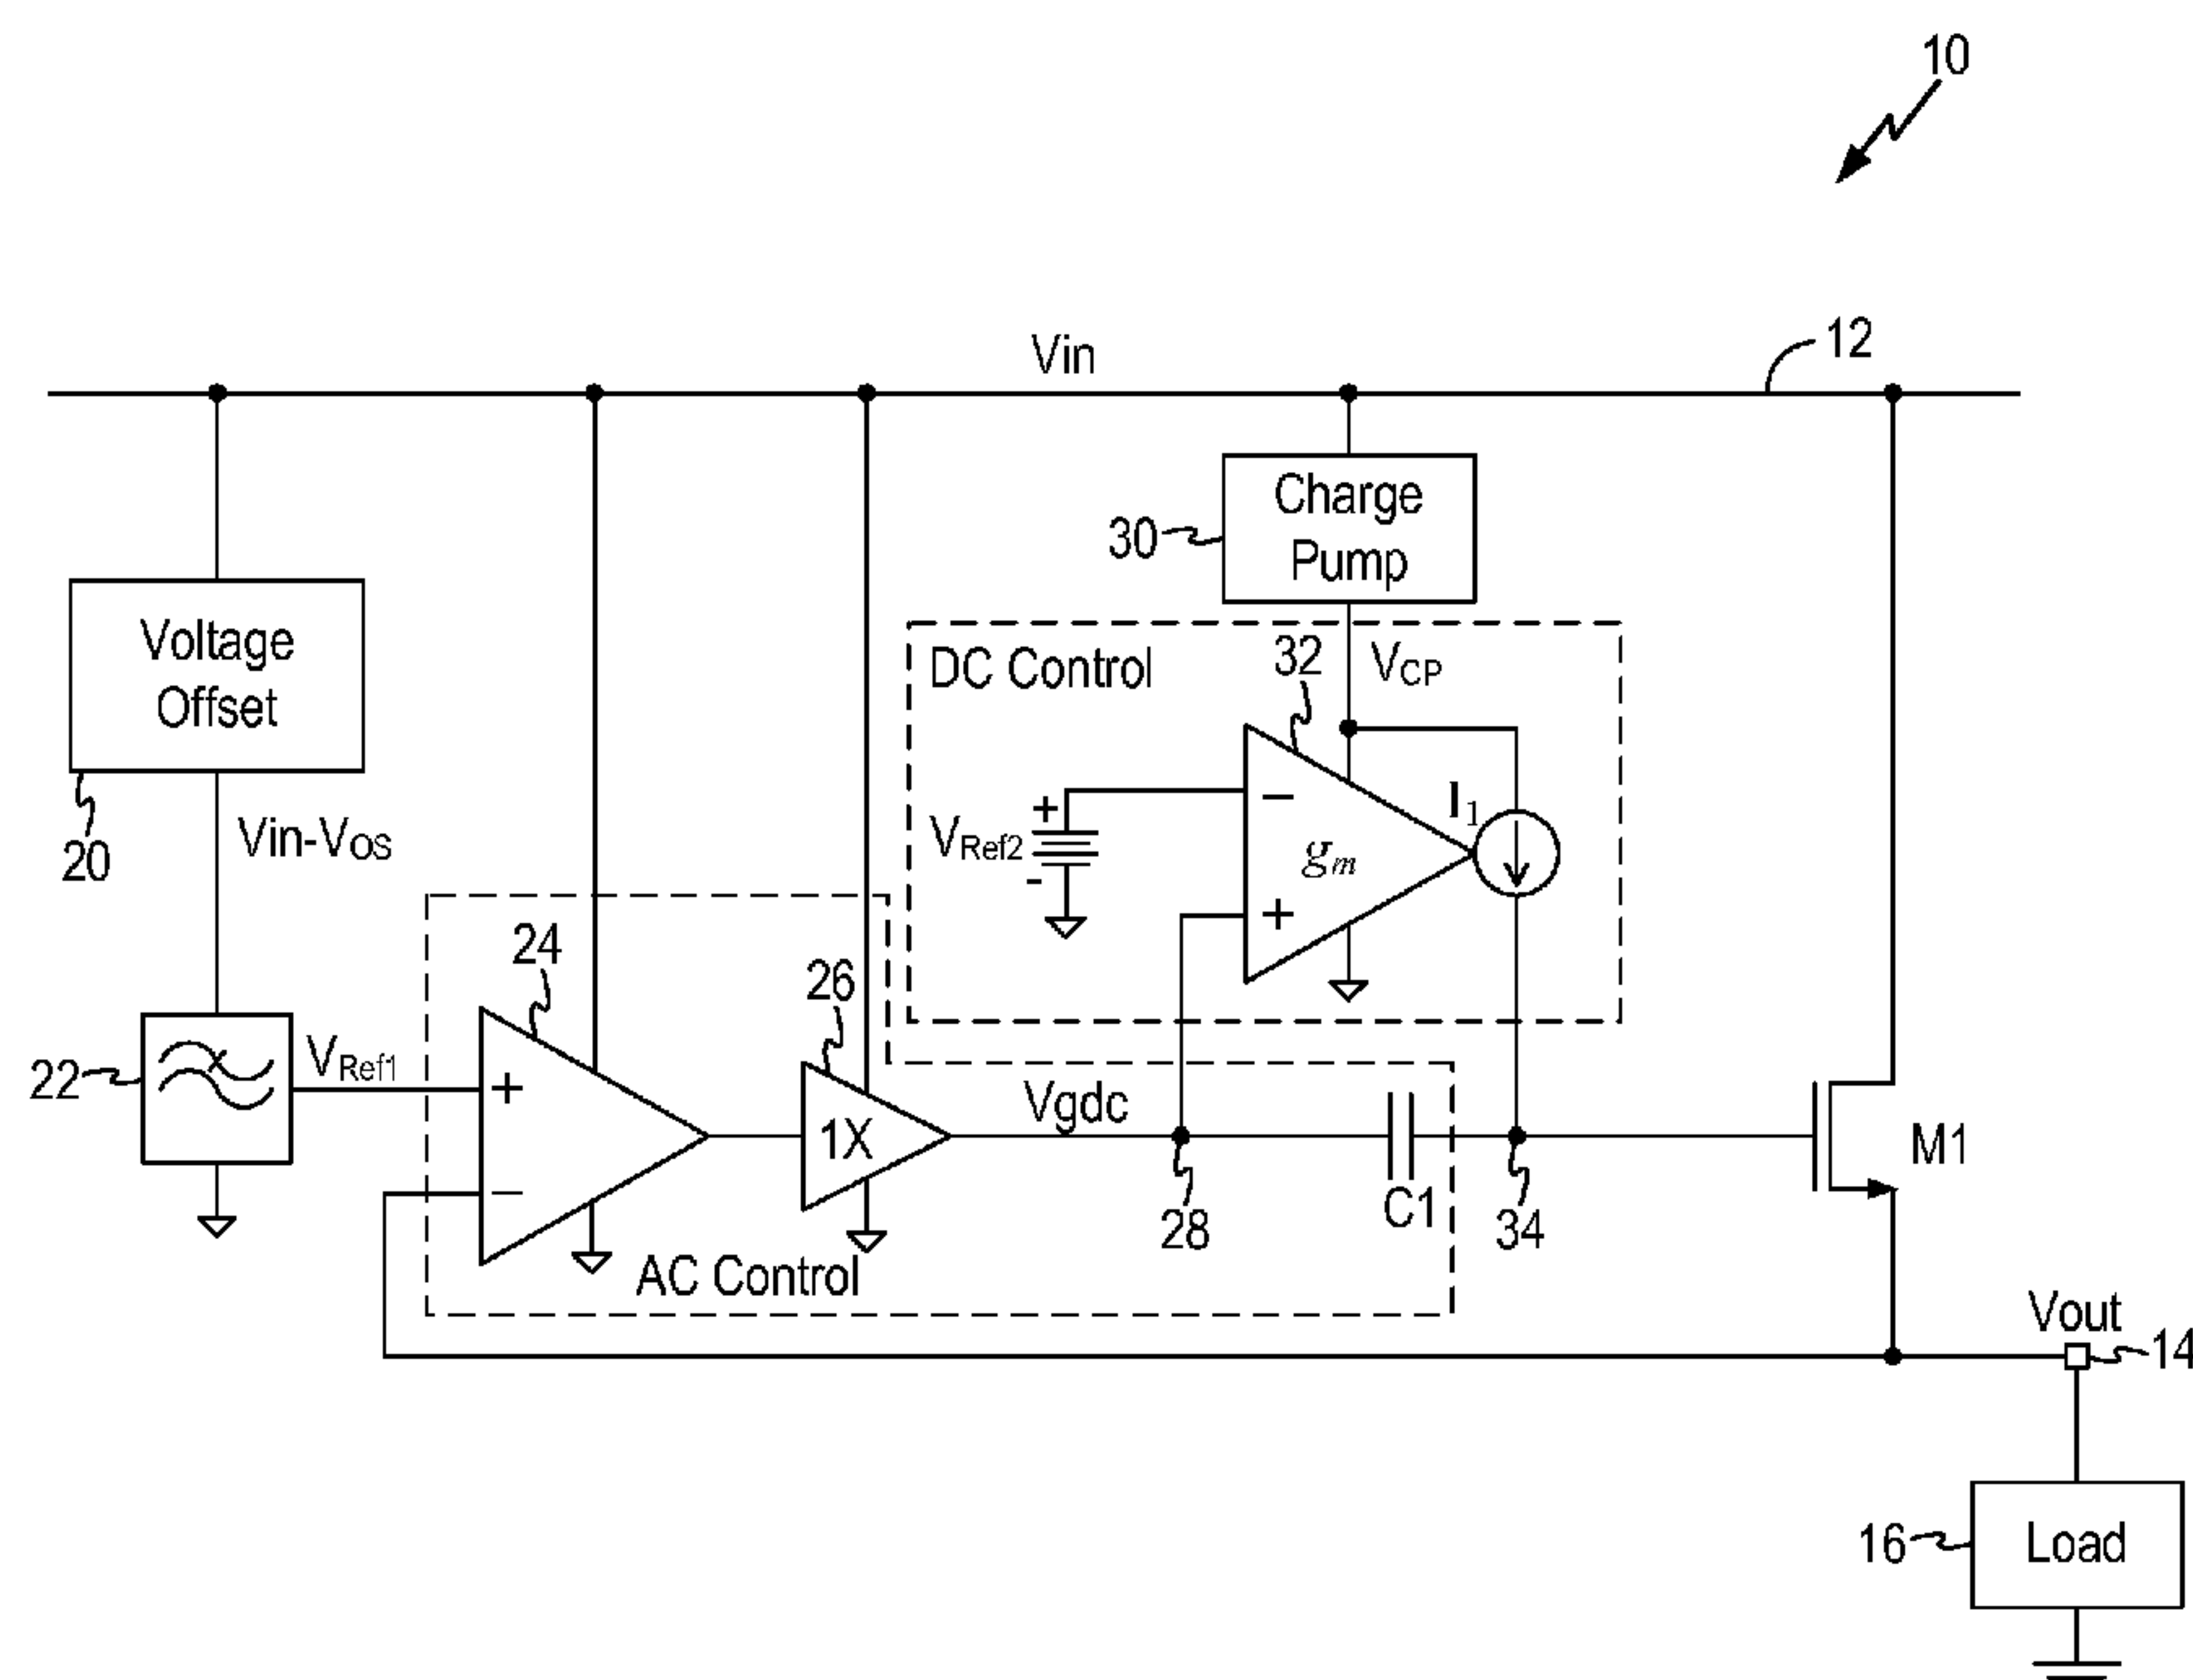 10
Vin
12
Charge
Pump
30
Voltage
Offset
20
Vin-VOS
DC Control
32
VCP
I1
VRef2
+
-
−
gm
+
24
26
22
VRef1
+
−
1X
Vgdc
28
C1
34
M1
AC Control
Vout
14
16
Load